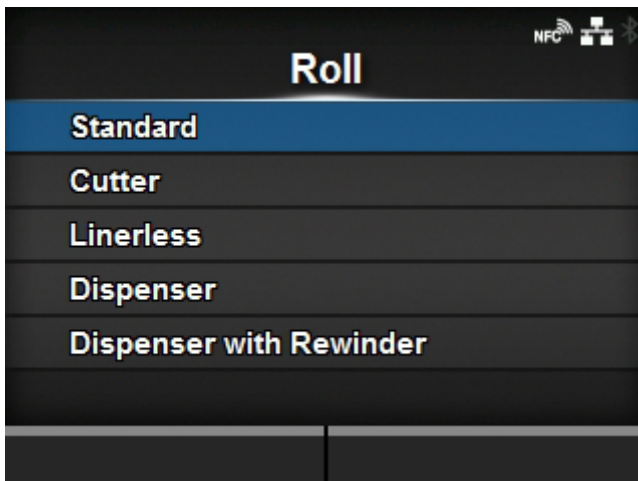 NFC
Roll
Standard
Cutter
Linerless
Dispenser
Dispenser with Rewinder